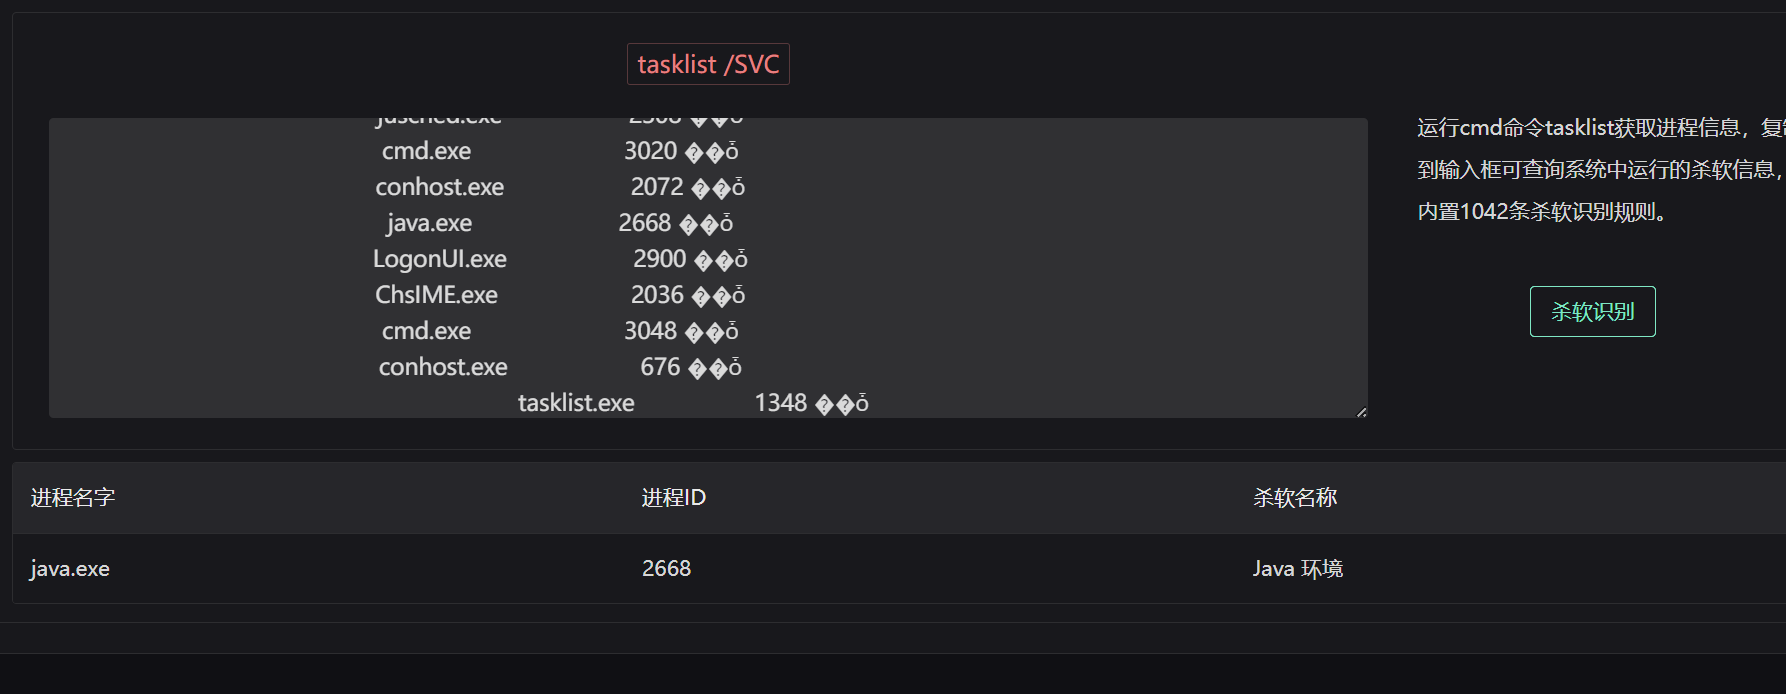 tasklist /SVC
jusched.exe 2508 ��ȱ
cmd.exe 3020 ��ȱ
conhost.exe 2072 ��ȱ
java.exe 2668 ��ȱ
LogonUI.exe 2900 ��ȱ
ChsIME.exe 2036 ��ȱ
cmd.exe 3048 ��ȱ
conhost.exe 676 ��ȱ
tasklist.exe 1348 ��ȱ
运行cmd命令tasklist获取进程信息，复制
到输入框可查询系统中运行的杀软信息，
内置1042条杀软识别规则。
杀软识别
进程名字 进程ID 杀软名称
java.exe 2668 Java 环境